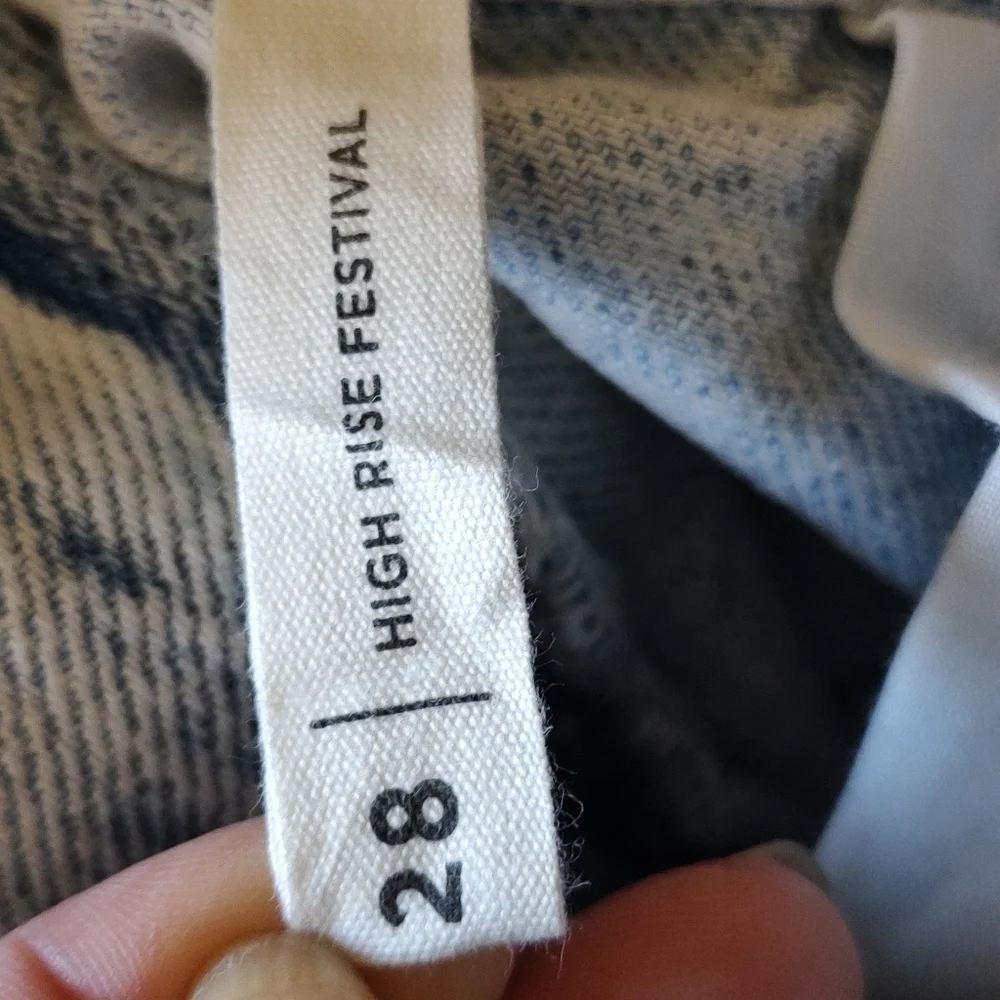 28 | HIGH RISE FESTIVAL